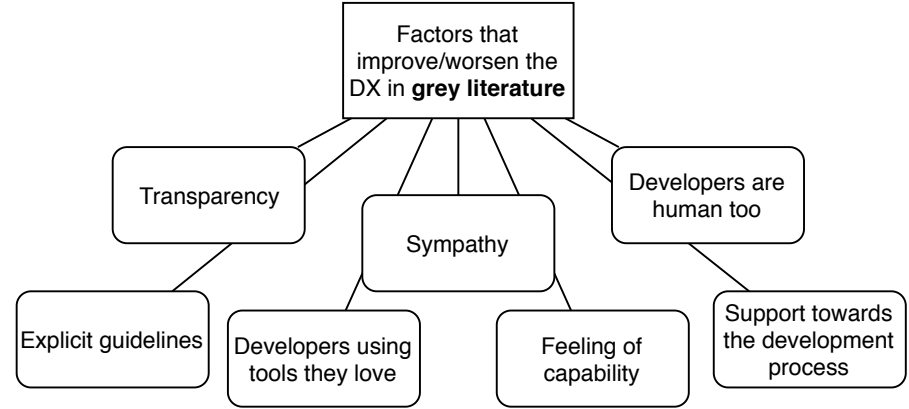 Factors that
improve/worsen the
DX in grey literature
Transparency
Developers are
human too
Sympathy
Explicit guidelines
Developers using
tools they love
Feeling of
capability
Support towards
the development
process